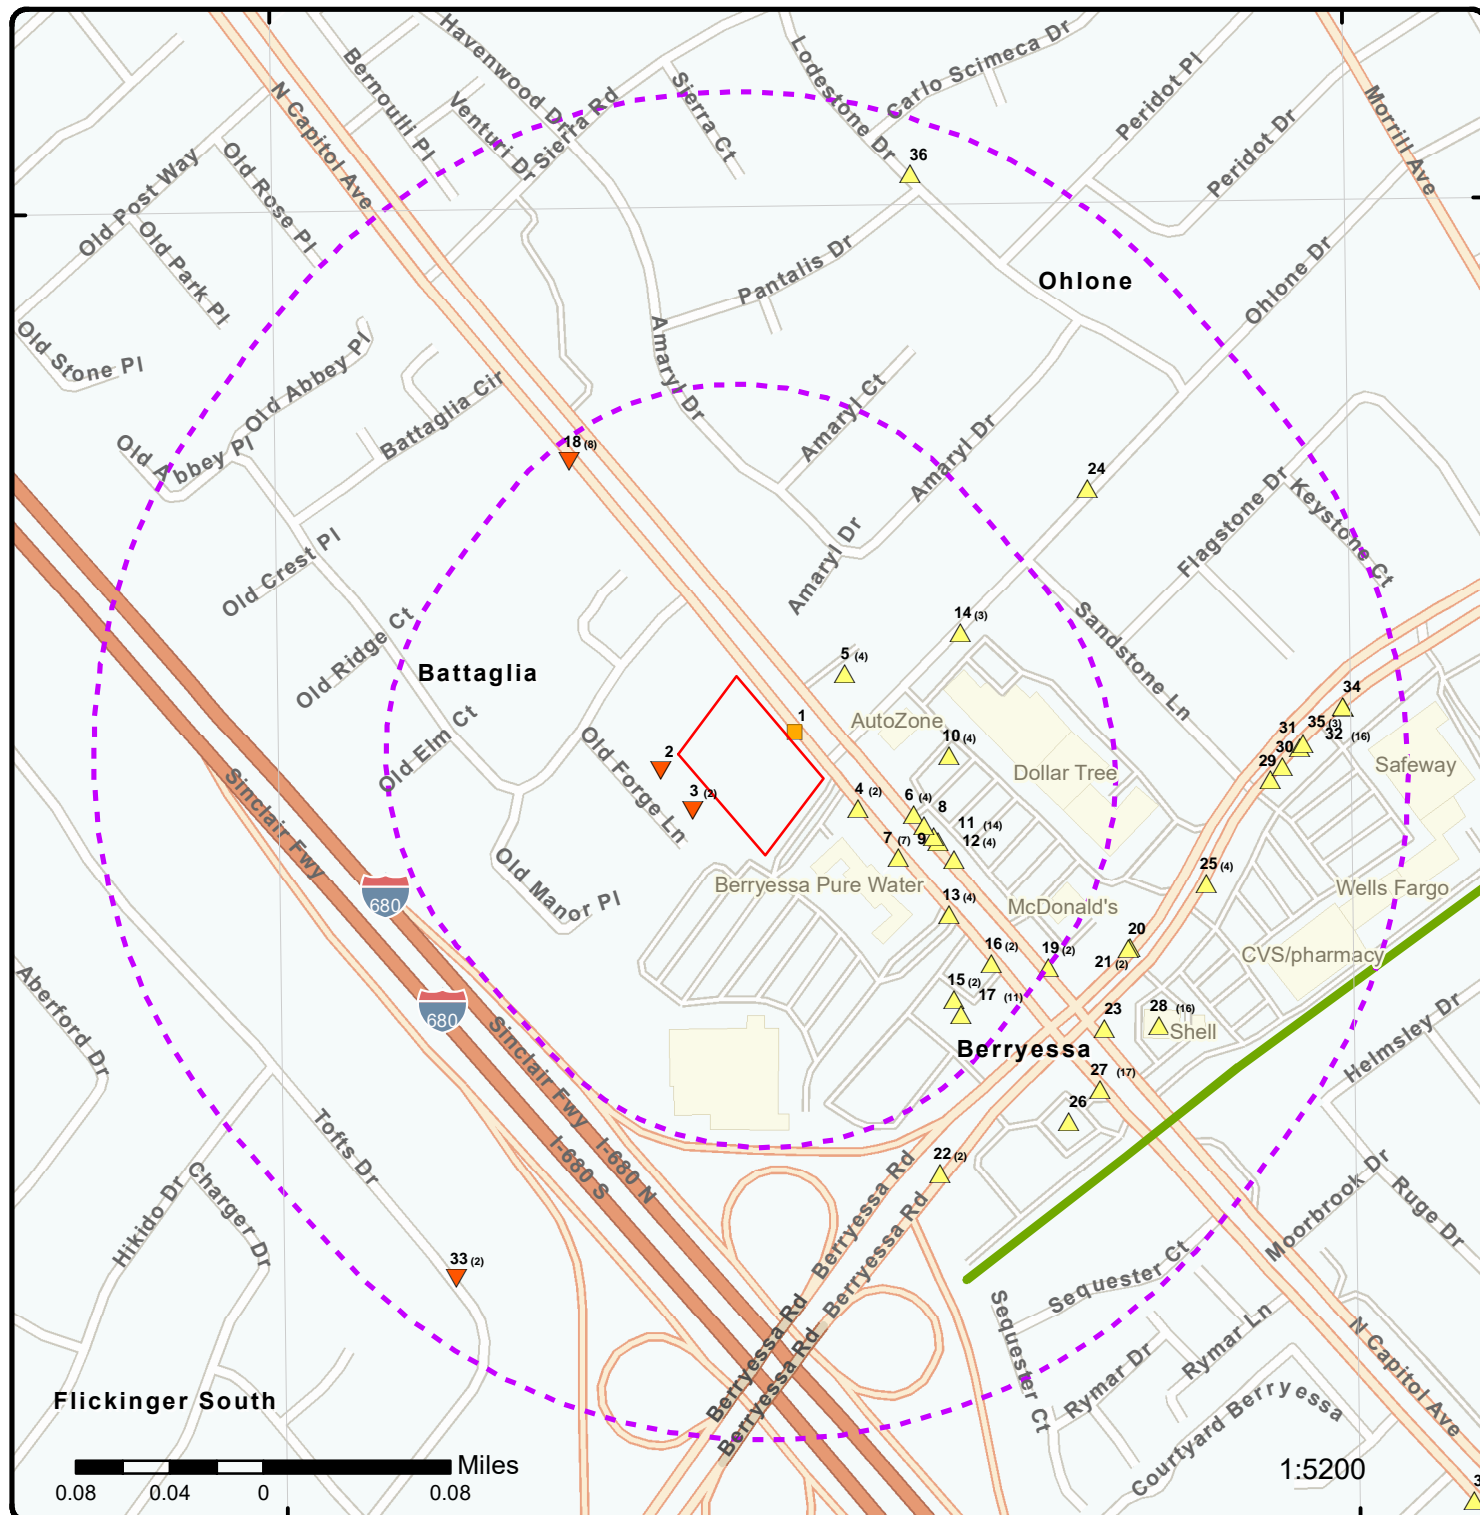 Havenwood Dr
Lodestone Dr
Carlo Scimeca Dr
Bernoulli Pl
N Capitol Ave
Venturi Dr
Sierra Rd
Sierra Ct
Peridot Pl
Peridot Dr
Morrill Ave
Old Post Way
Old Rose Pl
Old Park Pl
36
Pantalis Dr
Ohlone
Ohlone Dr
Old Stone Pl
Old Abbey Pl
Battaglia Cir
Amaryl Dr
Amaryl Ct
Amaryl Dr
Old Abbey Pl
18 (8)
24
Flagstone Dr
Keystone Ct
Old Crest Pl
Amaryl Dr
Old Ridge Ct
14 (3)
Sandstone Ln
5 (4)
Battaglia
34
1
AutoZone
31
35 (3)
32 (16)
Old Elm Ct
Old Forge Ln
2
10 (4)
30
29
Dollar Tree
Safeway
Sinclair Fwy
3 (2)
4 (2)
6 (4)
8
11 (14)
7 (7)
9
12 (4)
Old Manor Pl
Berryessa Pure Water
25 (4)
Wells Fargo
680
McDonald's
13 (4)
20
16 (2)
19 (2)
21 (2)
CVS/pharmacy
Aberford Dr
15 (2)
17 (11)
23
28 (16)
680
Shell
Sinclair Fwy
Berryessa
Helmsley Dr
27 (17)
26
Tofts Dr
I-680 N
I-680 S
22 (2)
Berryessa Rd
Hikido Dr
Charger Dr
Berryessa Rd
Moorbrook Dr
Ruge Dr
33 (2)
Sequester Ct
Sequester Ct
Berryessa Rd
Berryessa Rd
Rymar Ln
Rymar Dr
N Capitol Ave
Flickinger South
Courtyard Berryessa
Miles
0.08 0.04 0 0.08
1:5200
3